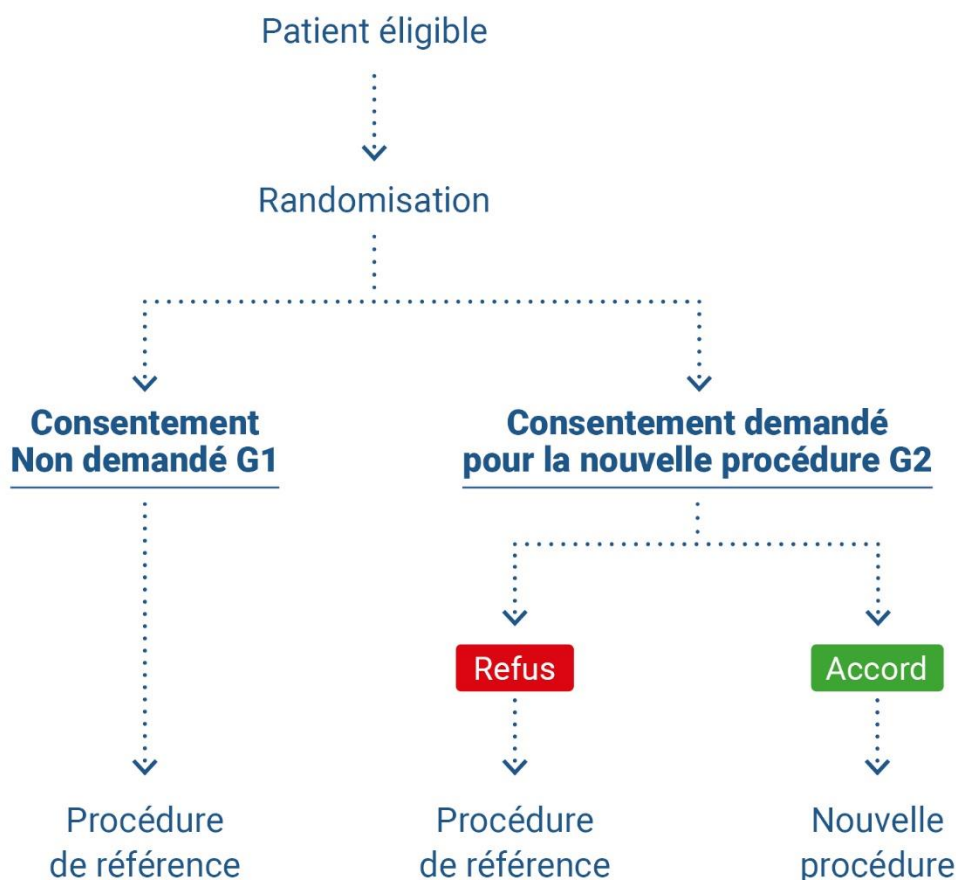 Patient éligible
Randomisation
Consentement
Non demandé G1
Consentement demandé
pour la nouvelle procédure G2
Refus
Accord
Procédure
de référence
Procédure
de référence
Nouvelle
procédure